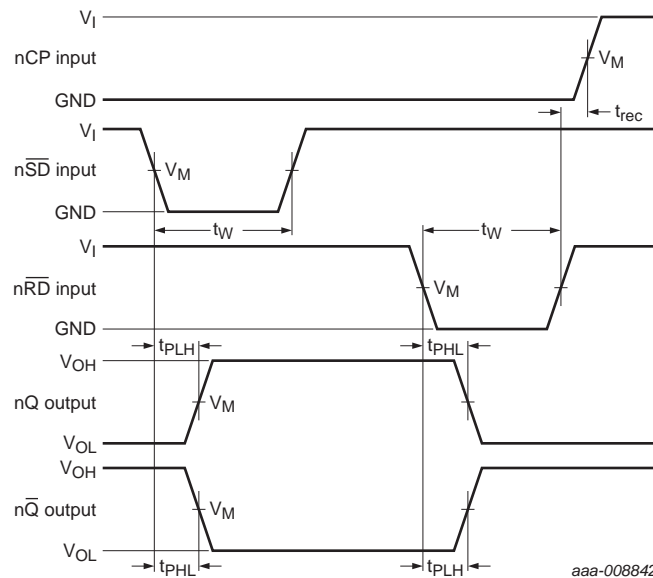 V_I
nCP input
V_M
GND
t_rec
V_I
nS̅D̅ input
V_M
GND
t_W
t_W
V_I
nR̅D̅ input
V_M
GND
t_PLH
t_PHL
V_OH
nQ output
V_M
V_OL
V_OH
nQ̅ output
V_M
V_OL
t_PHL
t_PLH
aaa-008842